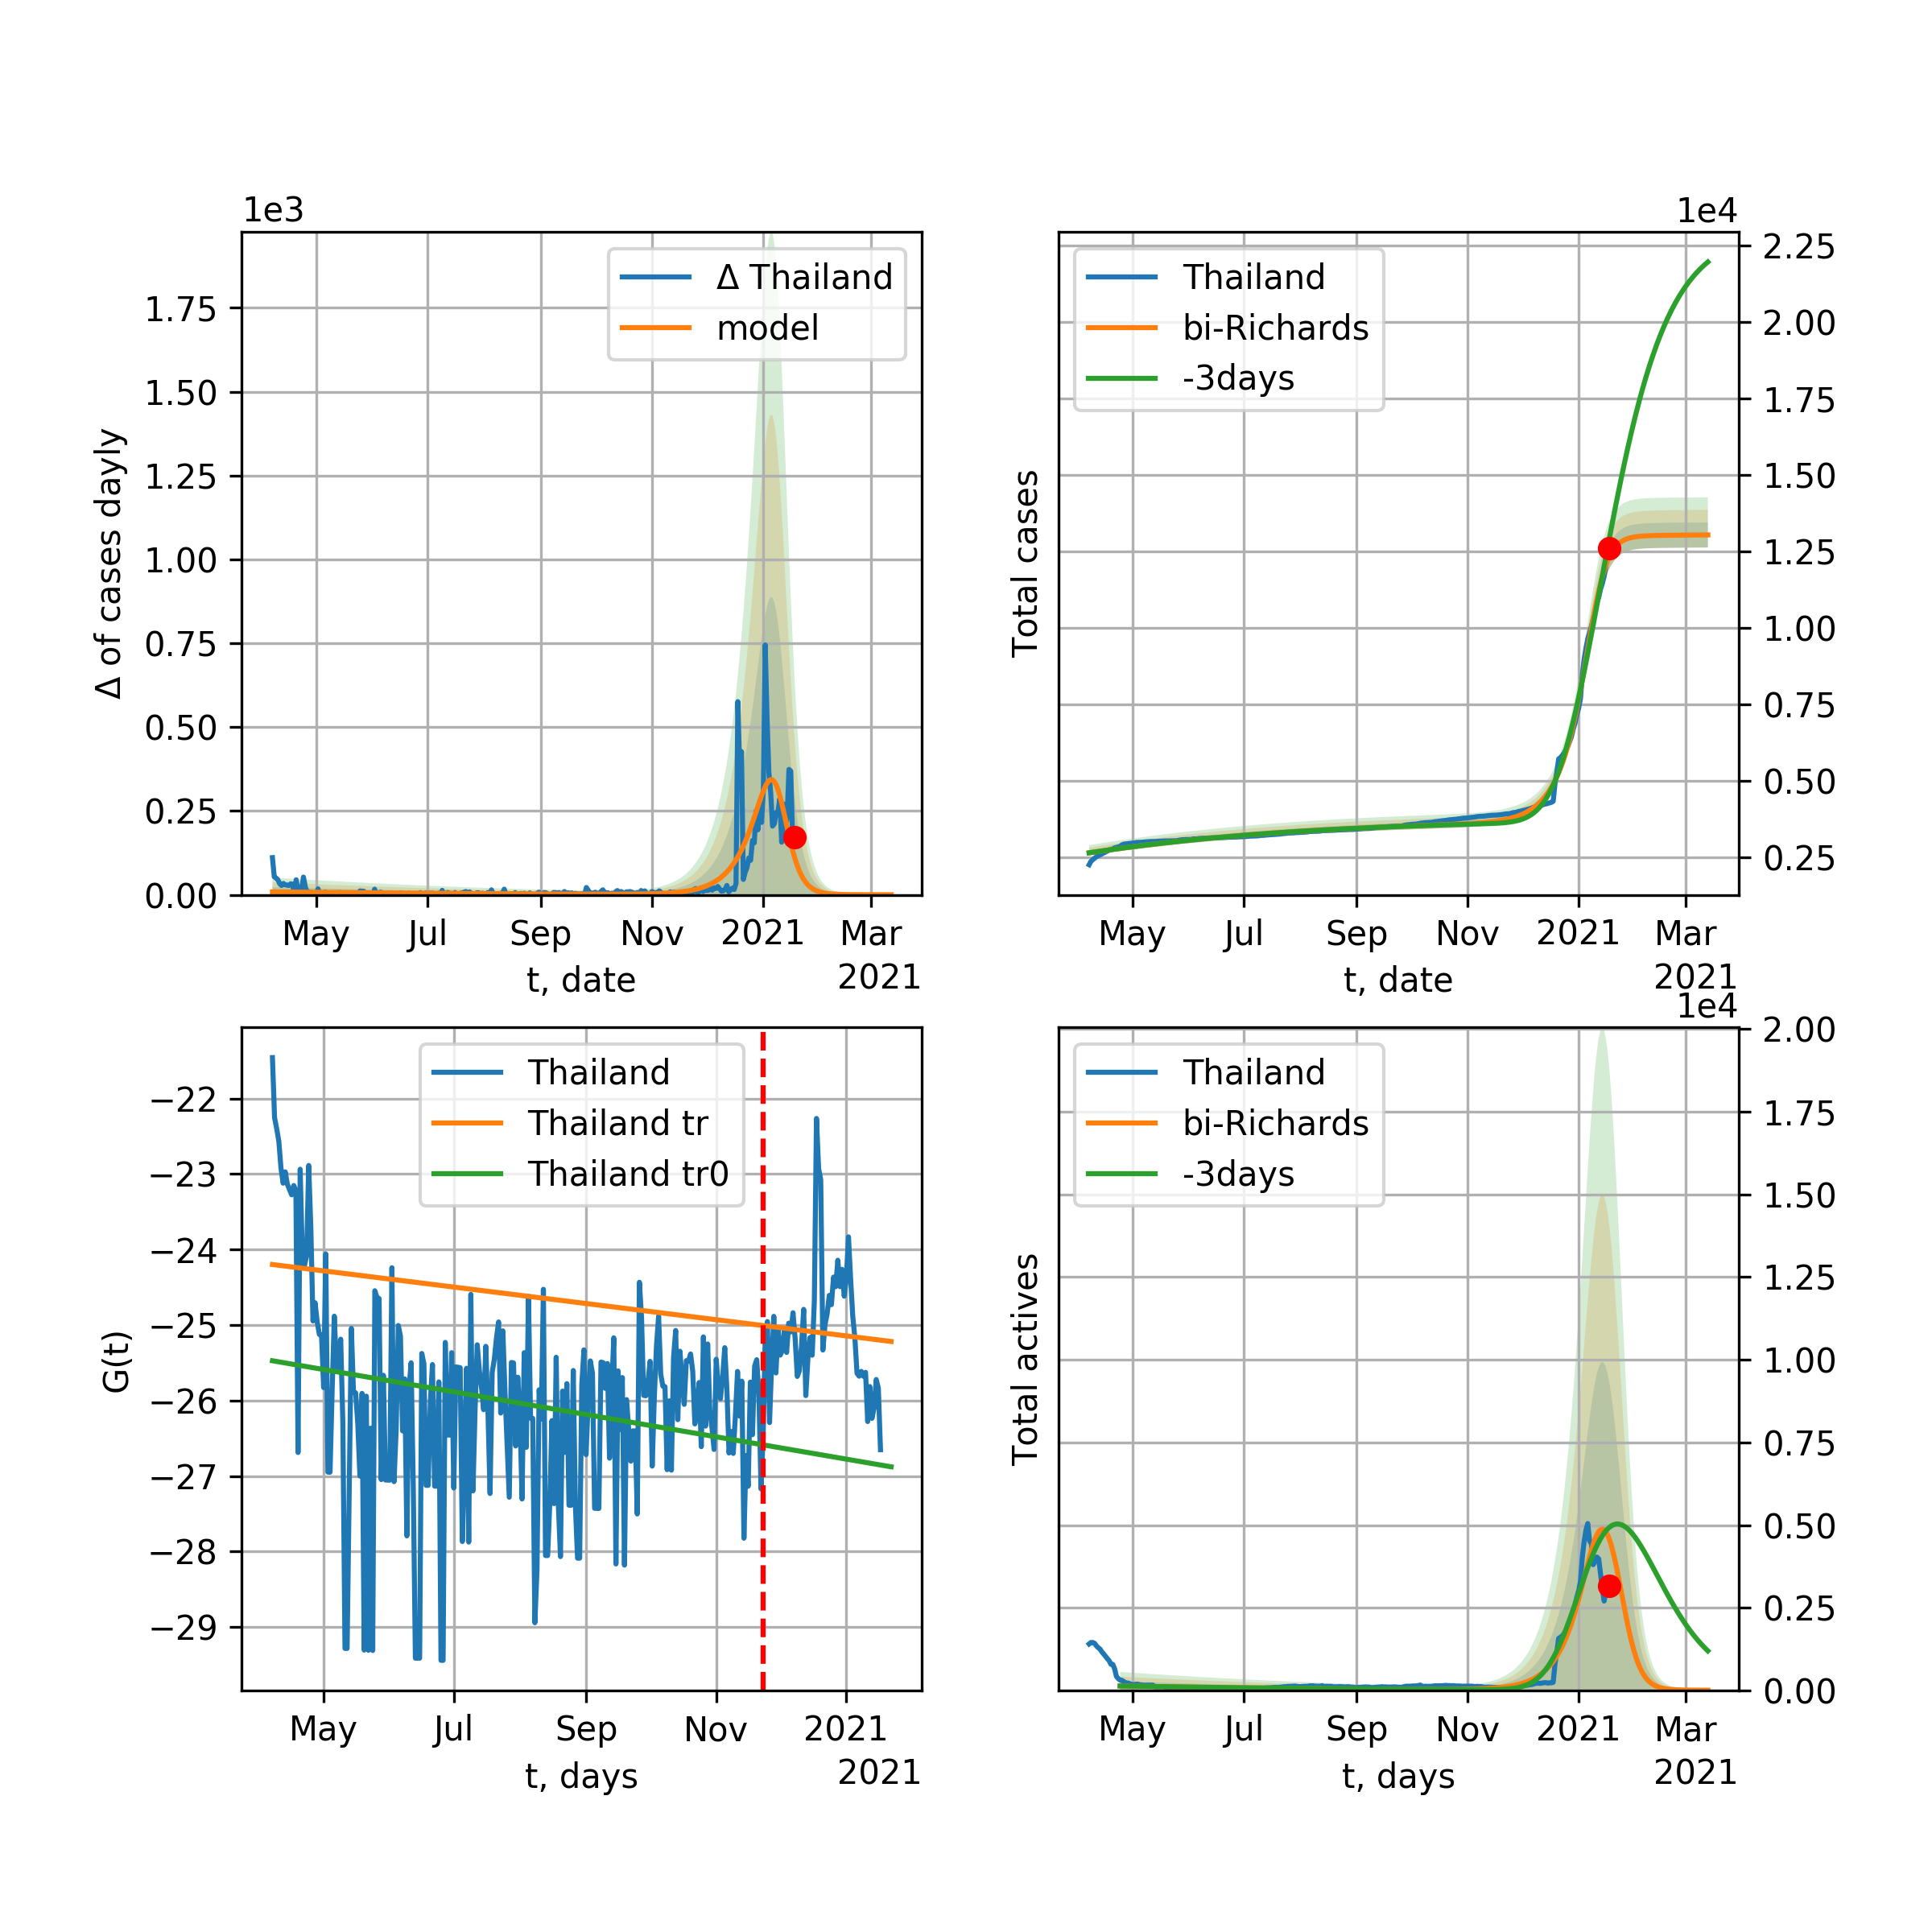 1e3
1.75
1.50
1.25
1.00
0.75
0.50
0.25
0.00
Δ of cases dayly
Δ Thailand
model
May Jul Sep Nov 2021 Mar
t, date
2021
1e4
2.25
2.00
1.75
1.50
1.25
1.00
0.75
0.50
0.25
Total cases
Thailand
bi-Richards
-3days
May Jul Sep Nov 2021 Mar
t, date
2021
−22
−23
−24
−25
−26
−27
−28
−29
G(t)
Thailand
Thailand tr
Thailand tr0
May Jul Sep Nov 2021
t, days
2021
1e4
2.00
1.75
1.50
1.25
1.00
0.75
0.50
0.25
0.00
Total actives
Thailand
bi-Richards
-3days
May Jul Sep Nov 2021 Mar
t, days
2021